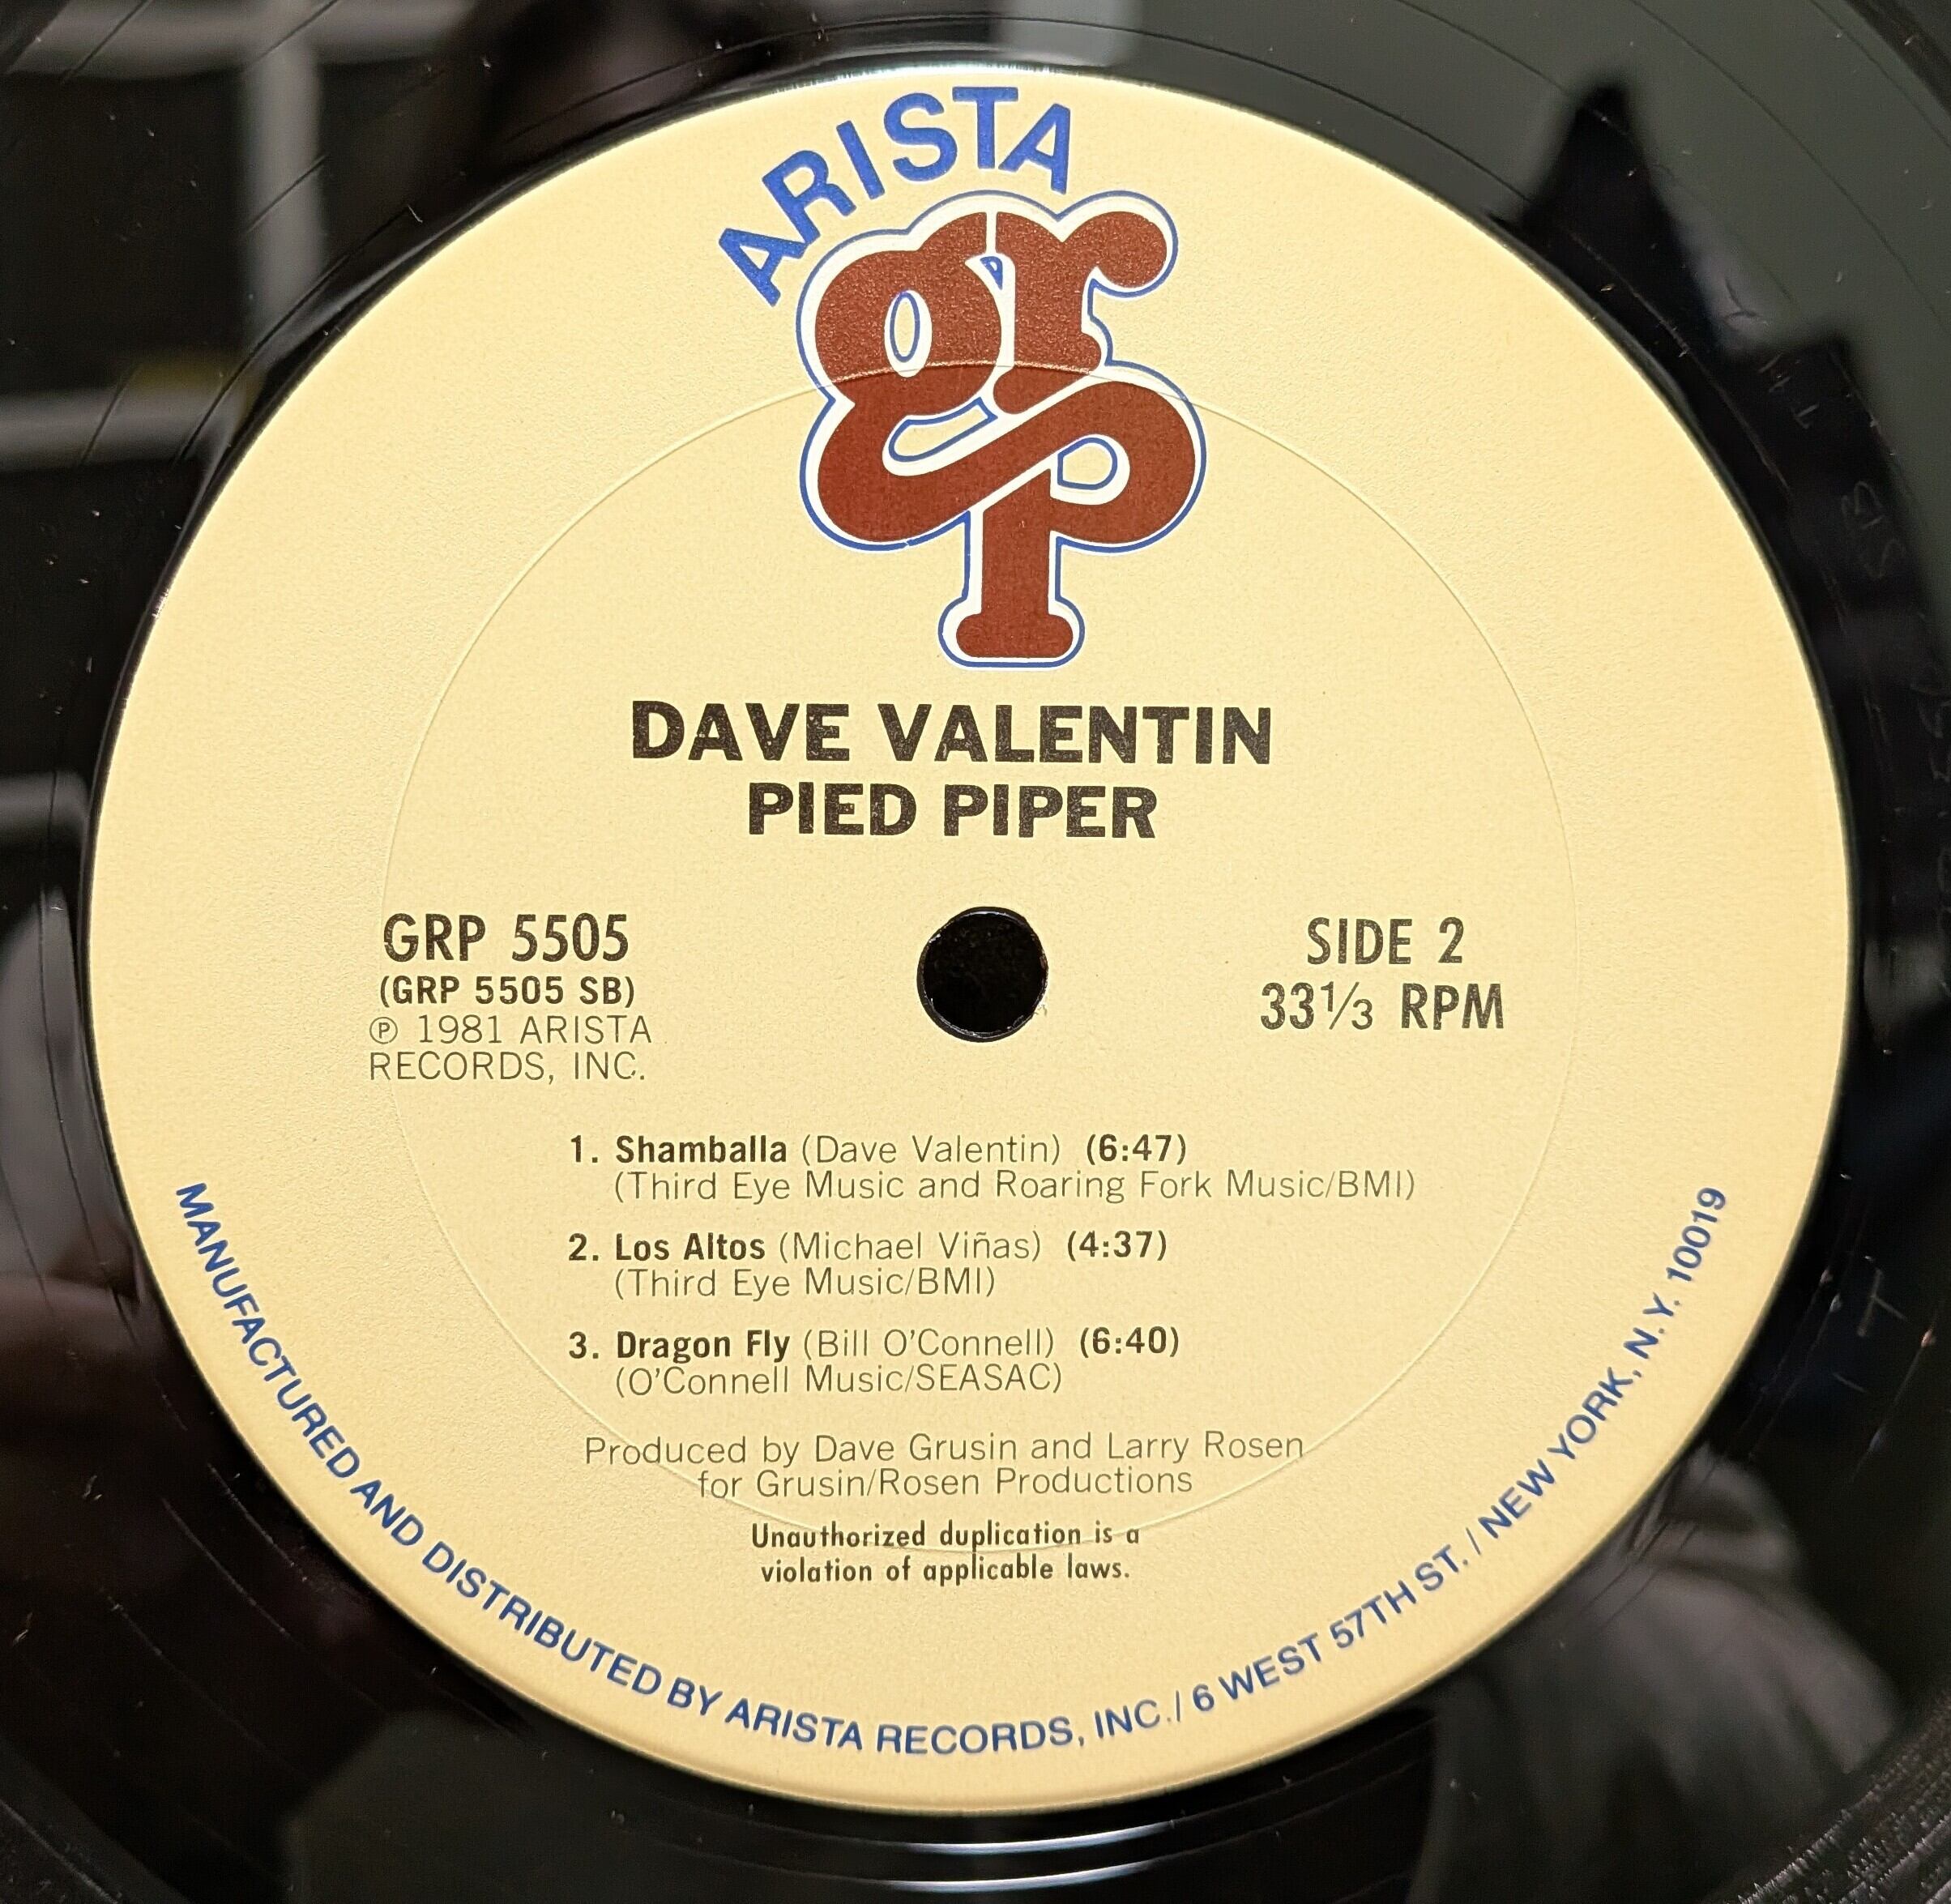 ARISTA
grp
DAVE VALENTIN
PIED PIPER
GRP 5505
(GRP 5505 SB)
℗ 1981 ARISTA
RECORDS, INC.
SIDE 2
33⅓ RPM
1. Shamballa (Dave Valentin) (6:47)
(Third Eye Music and Roaring Fork Music/BMI)
2. Los Altos (Michael Viñas) (4:37)
(Third Eye Music/BMI)
3. Dragon Fly (Bill O'Connell) (6:40)
(O'Connell Music/SEASAC)
Produced by Dave Grusin and Larry Rosen
for Grusin/Rosen Productions
Unauthorized duplication is a
violation of applicable laws.
MANUFACTURED AND DISTRIBUTED BY ARISTA RECORDS, INC./ 6 WEST 57TH ST. / NEW YORK, N.Y. 10019